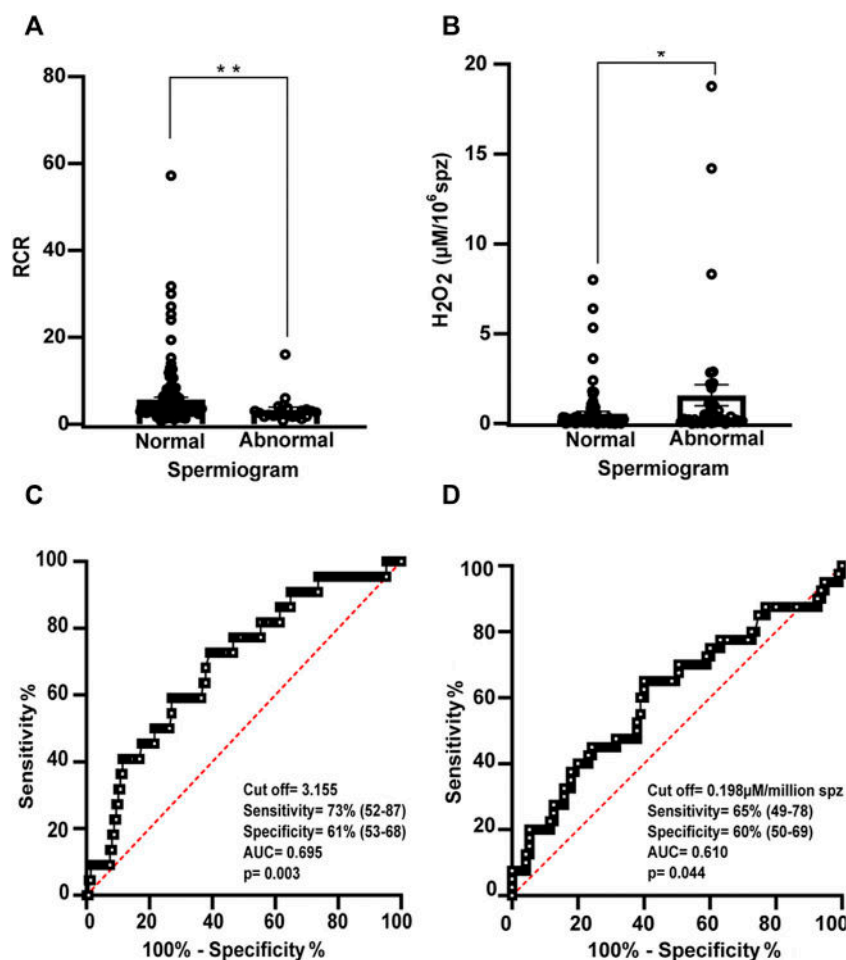 A
* *
80
60
40
20
0
RCR
Normal Abnormal
Spermiogram
B
*
20
15
10
5
0
H2O2 (µM/10⁶spz)
Normal Abnormal
Spermiogram
C
100
80
60
40
20
0
Sensitivity %
Cut off= 3.155
Sensitivity= 73% (52-87)
Specificity= 61% (53-68)
AUC= 0.695
p= 0.003
0 20 40 60 80 100
100% - Specificity %
D
100
80
60
40
20
0
Sensitivity %
Cut off= 0.198µM/million spz
Sensitivity= 65% (49-78)
Specificity= 60% (50-69)
AUC= 0.610
p= 0.044
0 20 40 60 80 100
100% - Specificity %